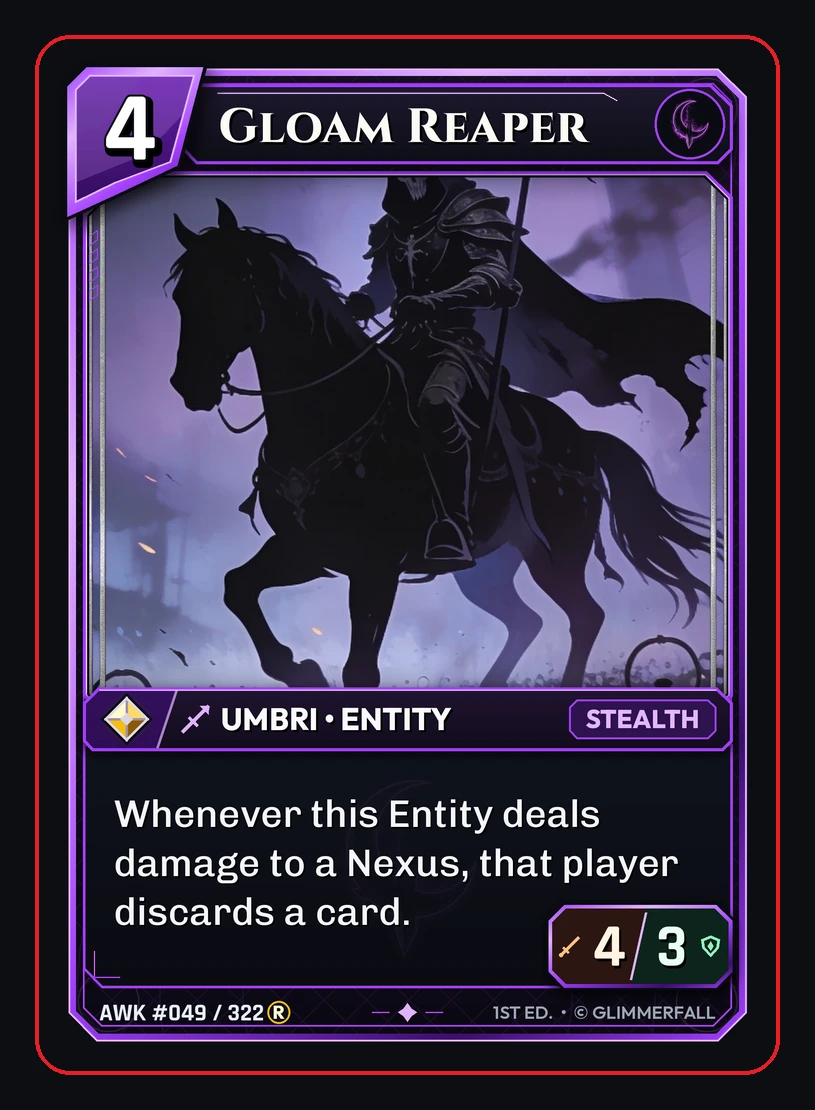 4
GLOAM REAPER
UMBRI • ENTITY
STEALTH
Whenever this Entity deals
damage to a Nexus, that player
discards a card.
4 / 3
AWK #049 / 322 R
1ST ED. • © GLIMMERFALL